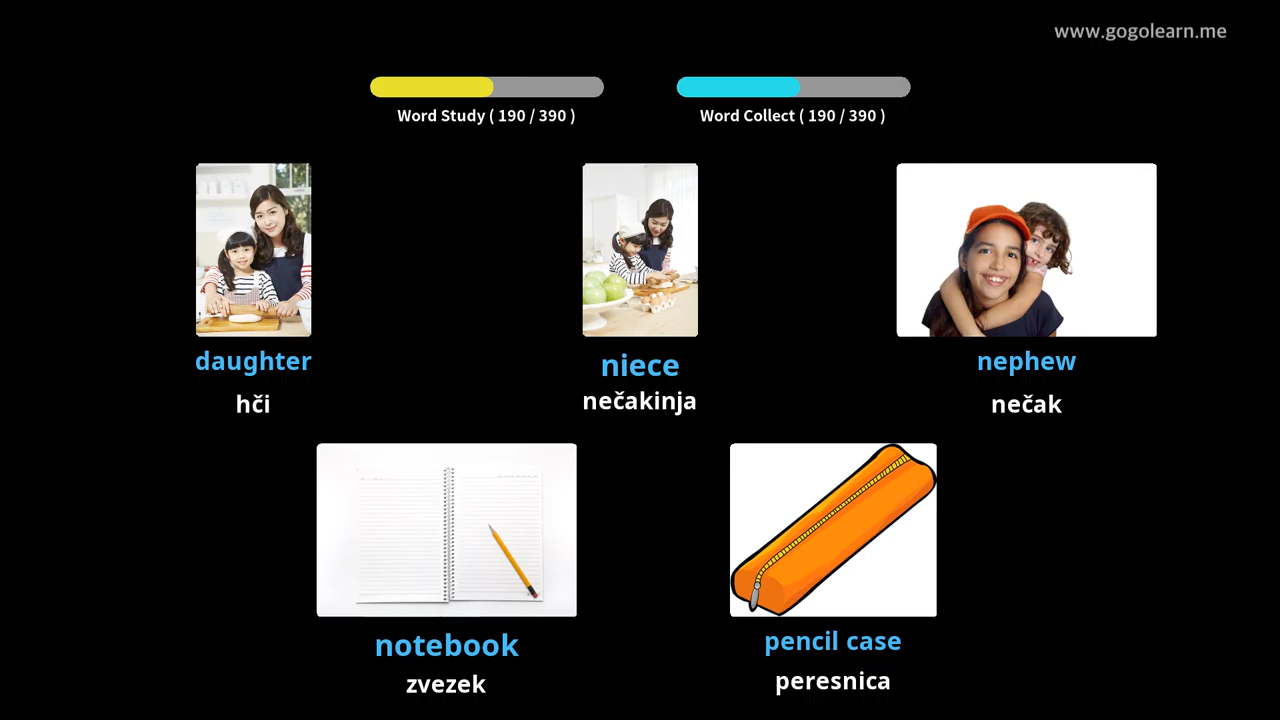 www.gogolearn.me
Word Study ( 190 / 390 )
Word Collect ( 190 / 390 )
daughter
niece
nephew
hči
nečakinja
nečak
notebook
pencil case
zvezek
peresnica